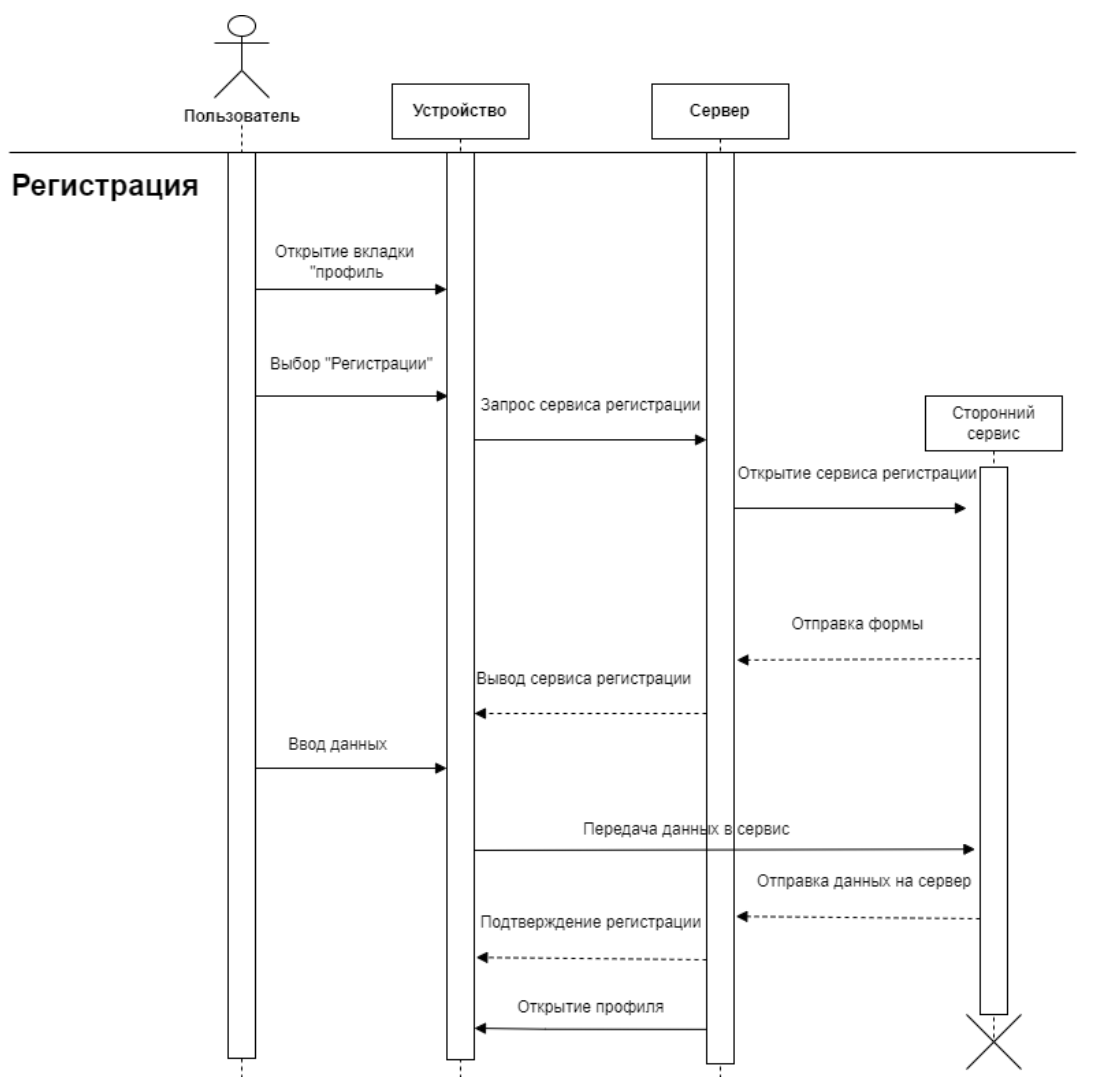 Пользователь
Устройство
Сервер
Регистрация
Открытие вкладки
"профиль
Выбор "Регистрации"
Запрос сервиса регистрации
Сторонний
сервис
Открытие сервиса регистрации
Отправка формы
Вывод сервиса регистрации
Ввод данных
Передача данных в сервис
Отправка данных на сервер
Подтверждение регистрации
Открытие профиля